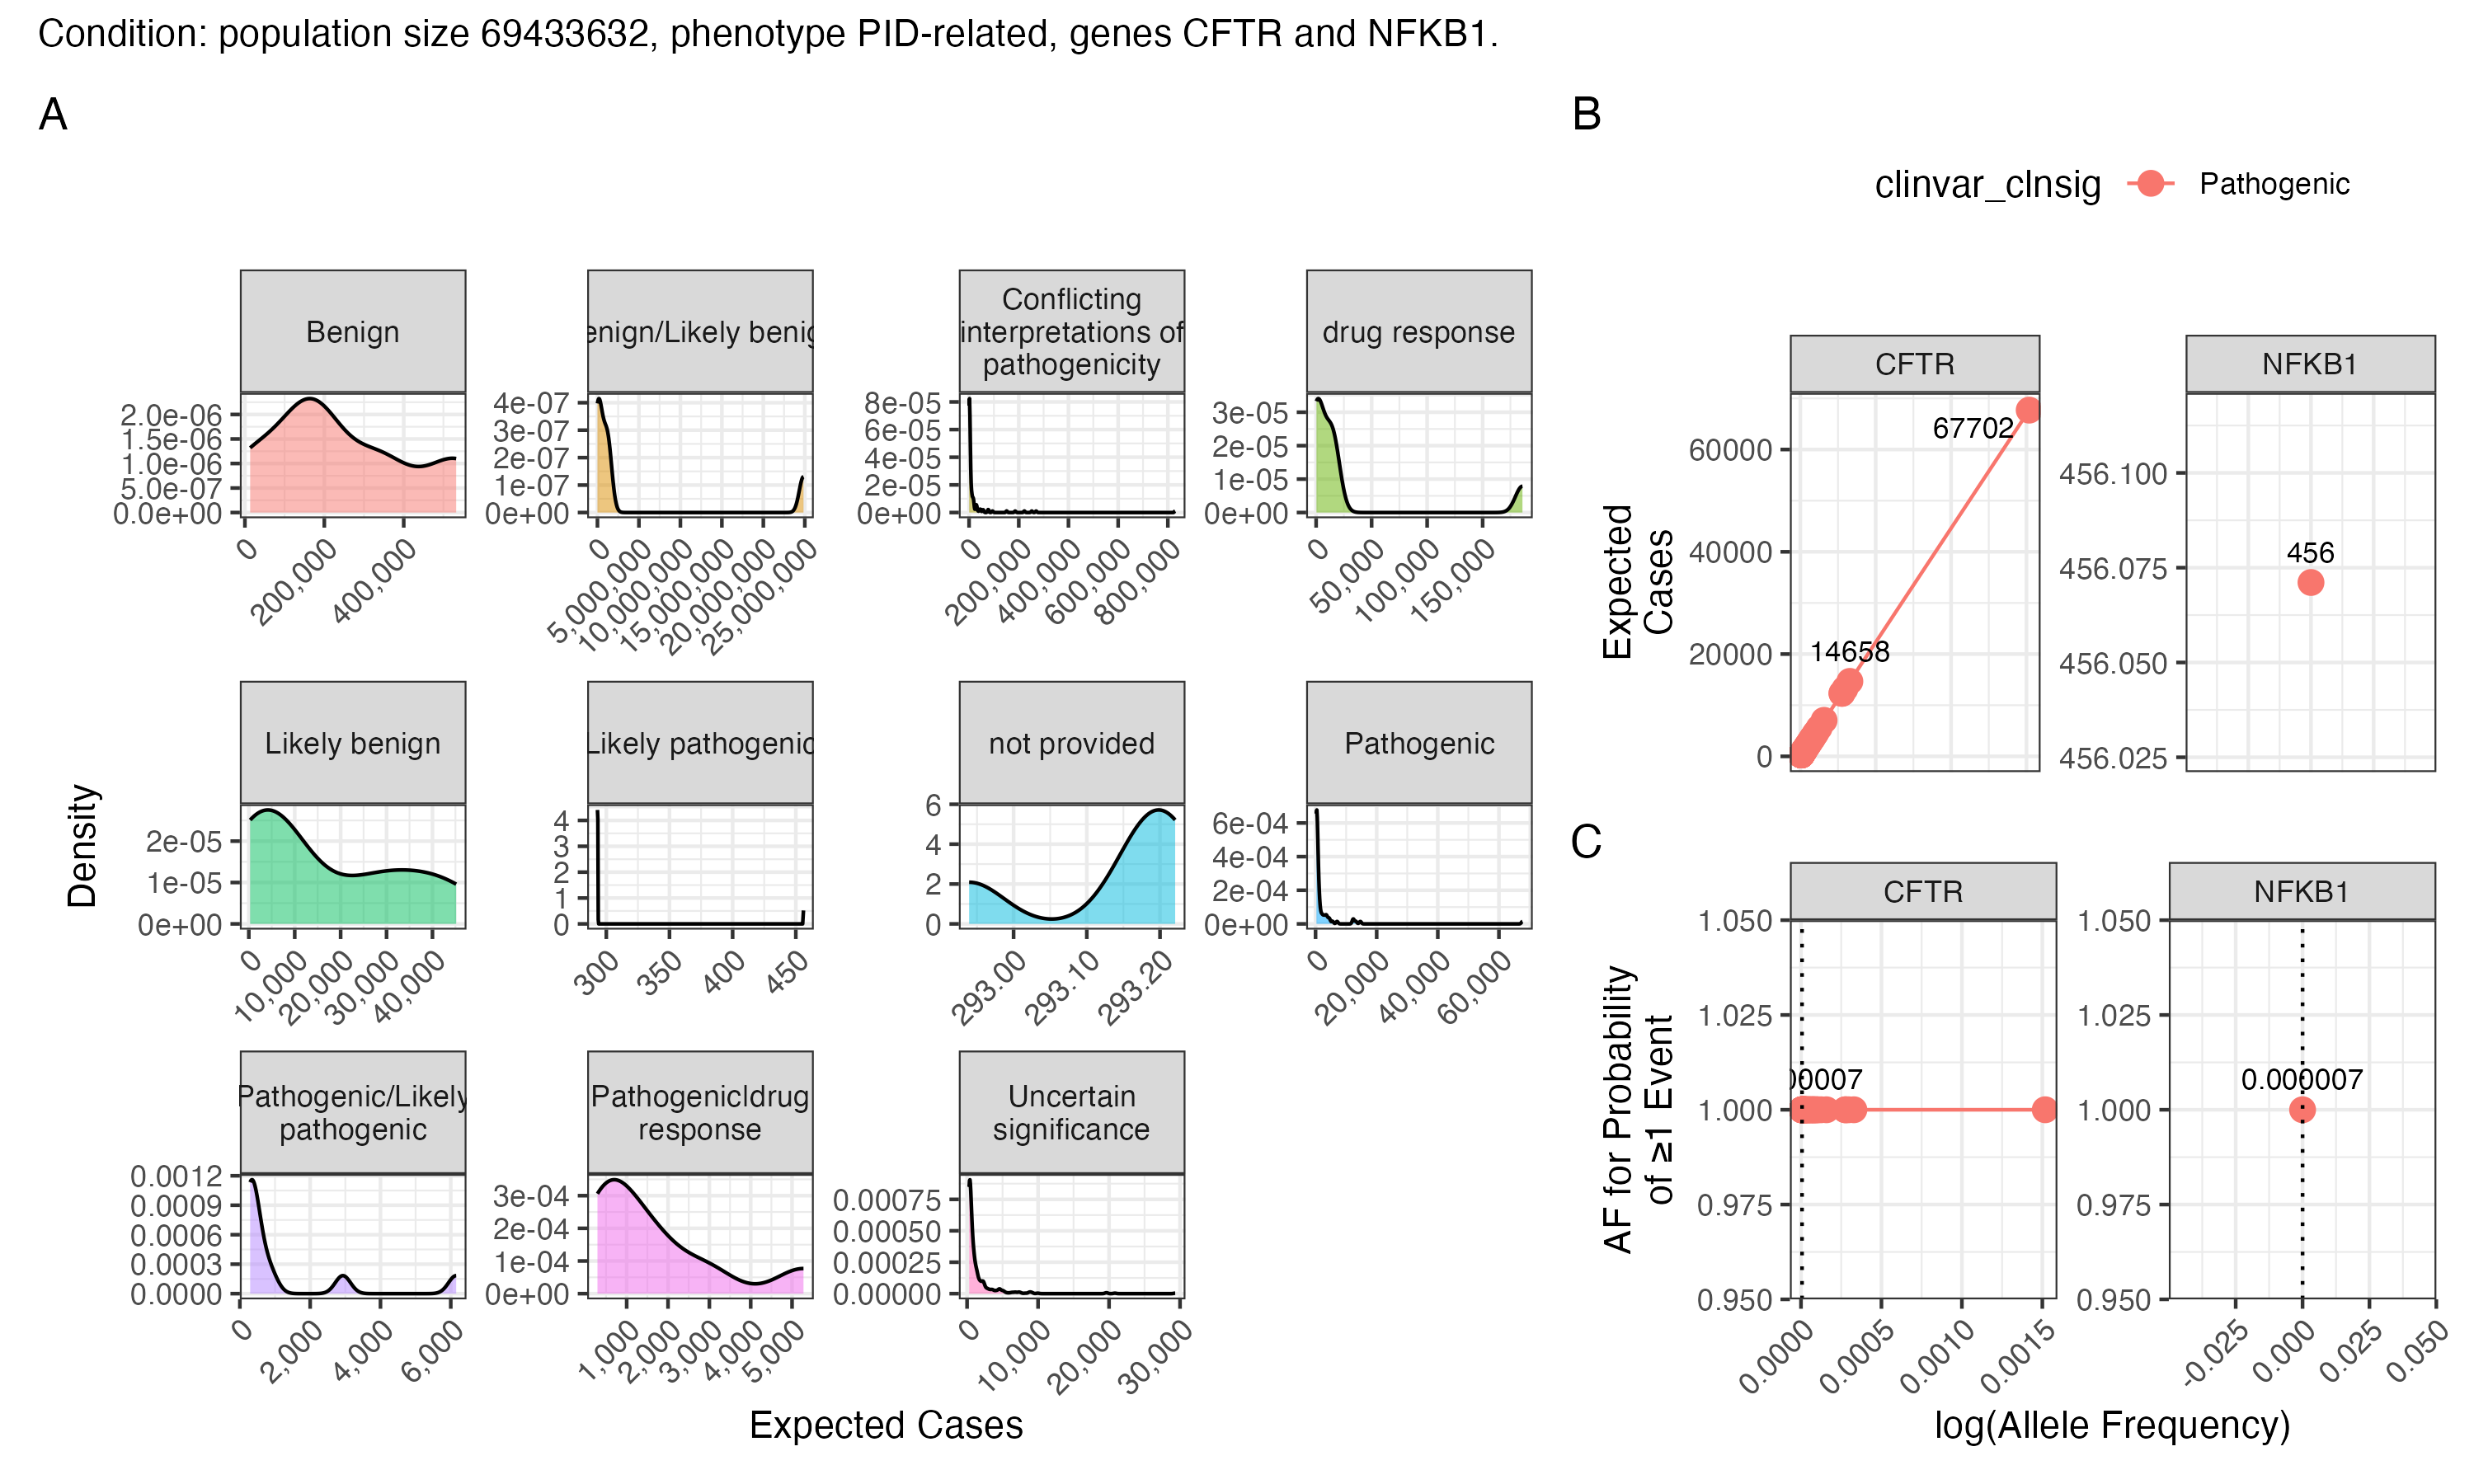 Condition: population size 69433632, phenotype PID-related, genes CFTR and NFKB1.
A
Density
Benign
2.0e-06
1.5e-06
1.0e-06
5.0e-07
0.0e+00
0
200,000
400,000
enign/Likely benig
4e-07
3e-07
2e-07
1e-07
0e+00
0
5,000,000
10,000,000
15,000,000
20,000,000
25,000,000
Conflicting
interpretations of
pathogenicity
8e-05
6e-05
4e-05
2e-05
0e+00
0
200,000
400,000
600,000
800,000
drug response
3e-05
2e-05
1e-05
0e+00
0
50,000
100,000
150,000
Likely benign
2e-05
1e-05
0e+00
0
10,000
20,000
30,000
40,000
Likely pathogenic
4
3
2
1
0
300
350
400
450
not provided
6
4
2
0
293.00
293.10
293.20
Pathogenic
6e-04
4e-04
2e-04
0e+00
0
20,000
40,000
60,000
Pathogenic/Likely
pathogenic
0.0012
0.0009
0.0006
0.0003
0.0000
0
2,000
4,000
6,000
Pathogenic|drug
response
3e-04
2e-04
1e-04
0e+00
1,000
2,000
3,000
4,000
5,000
Uncertain
significance
0.00075
0.00050
0.00025
0.00000
0
10,000
20,000
30,000
Expected Cases
B
clinvar_clnsig
Pathogenic
Expected
Cases
CFTR
60000
40000
20000
0
67702
14658
NFKB1
456.100
456.075
456.050
456.025
456
C
AF for Probability
of ≥1 Event
CFTR
1.050
1.025
1.000
0.975
0.950
00007
0.0000
0.0005
0.0010
0.0015
NFKB1
1.050
1.025
1.000
0.975
0.950
0.000007
-0.025
0.000
0.025
0.050
log(Allele Frequency)